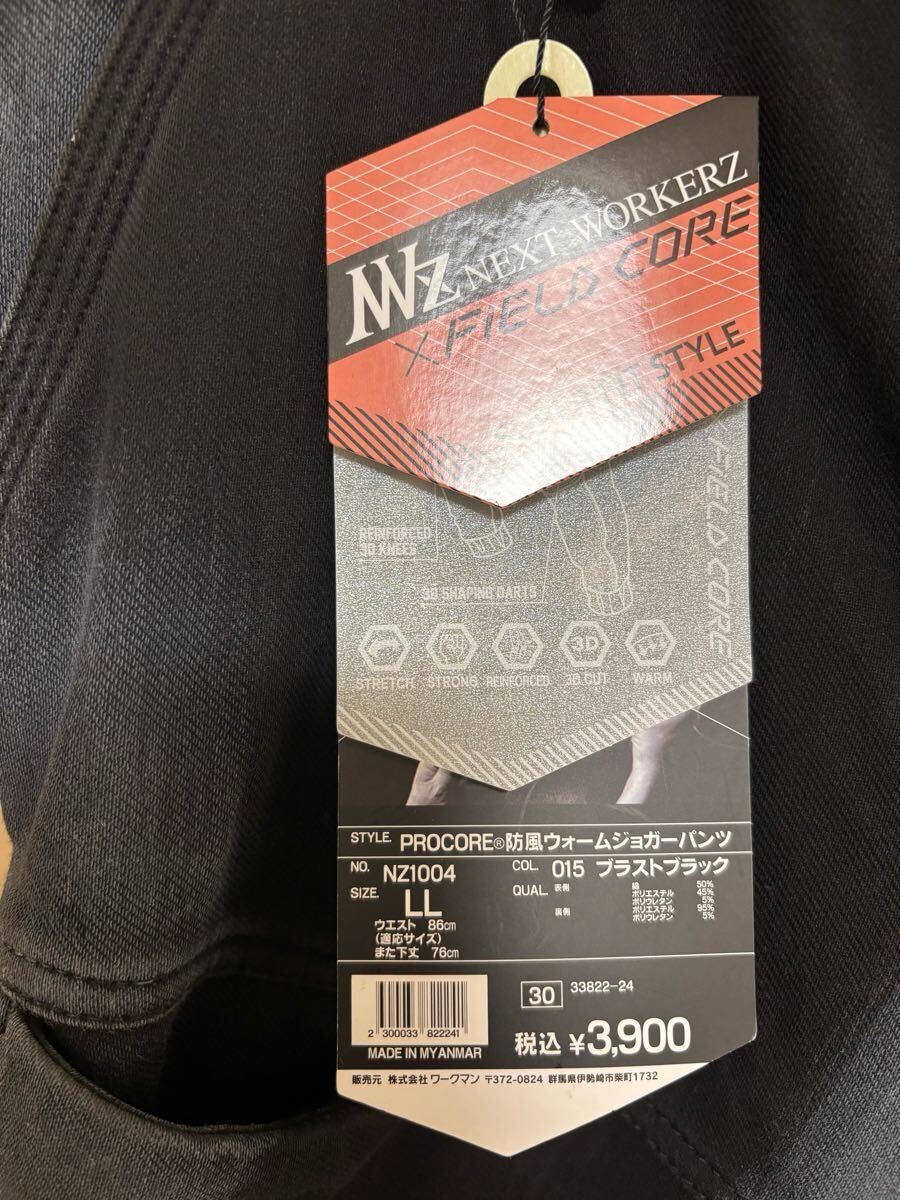 NWZ NEXT WORKERZ
×FIELD CORE
STYLE
FIELD CORE
REINFORCED
3D KNEES
3D SHAPING DARTS
STRETCH STRONG REINFORCED 3D CUT WARM
3D
STYLE. PROCORE®防風ウォームジョガーパンツ
NO. NZ1004
COL. 015 ブラストブラック
SIZE. LL
ウエスト 86cm
(適応サイズ)
また下丈 76cm
QUAL. 表側 綿 50%
ポリエステル 45%
ポリウレタン 5%
裏側 ポリエステル 95%
ポリウレタン 5%
30 33822-24
2 300033 822241
税込 ¥3,900
MADE IN MYANMAR
販売元 株式会社 ワークマン 〒372-0824 群馬県伊勢崎市柴町1732